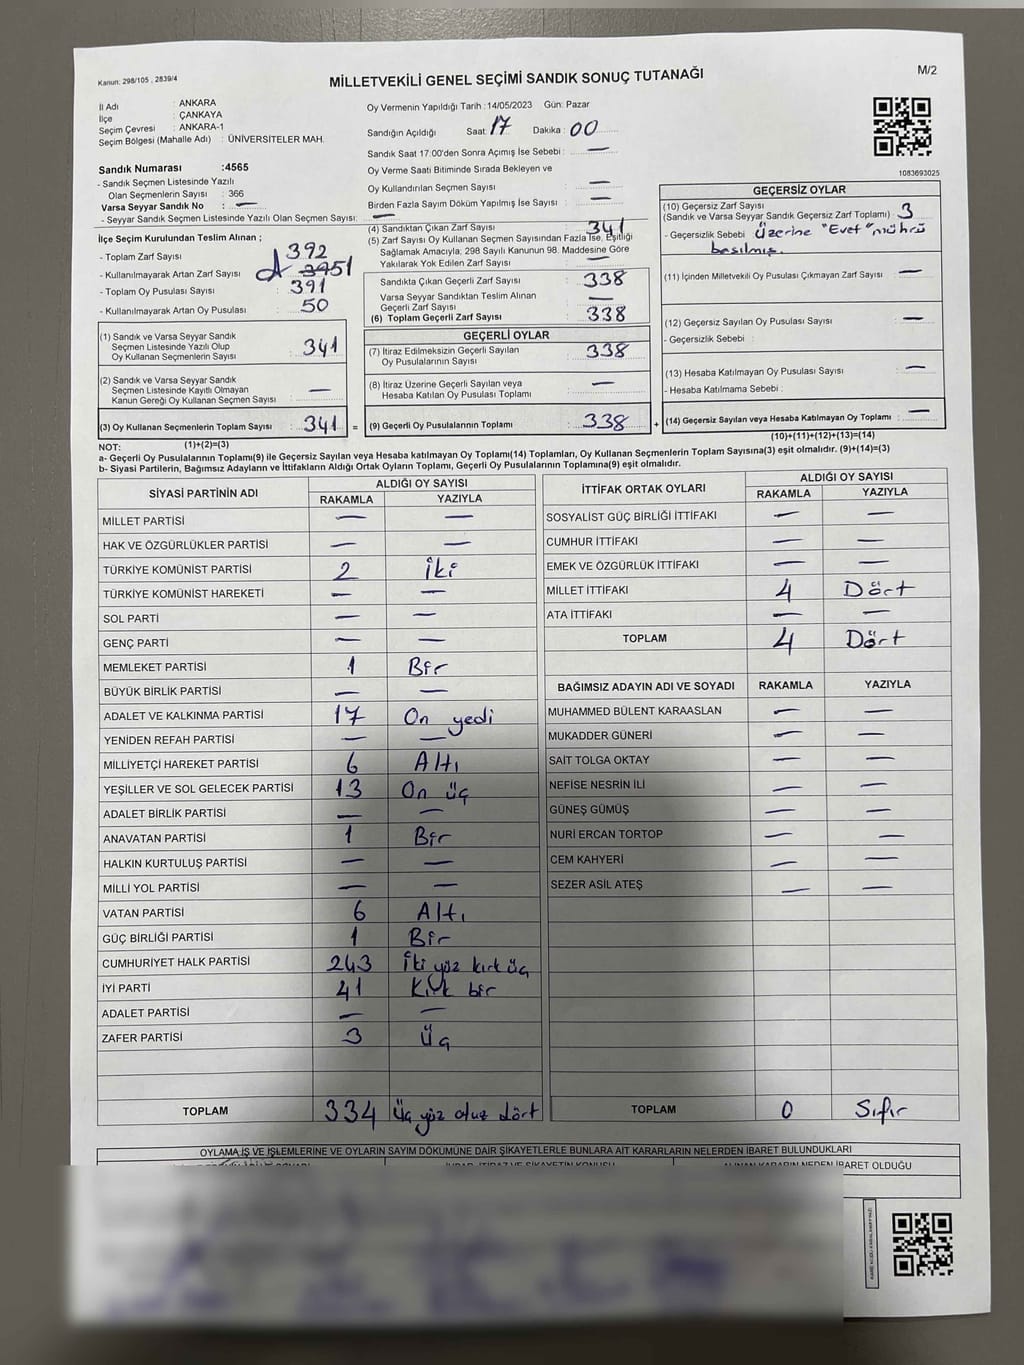 Kanun: 298/105 , 2839/4
MİLLETVEKİLİ GENEL SEÇİMİ SANDIK SONUÇ TUTANAĞI
M/2
İl Adı : ANKARA
İlçe : ÇANKAYA
Seçim Çevresi : ANKARA-1
Seçim Bölgesi (Mahalle Adı) : ÜNİVERSİTELER MAH.
Sandık Numarası :4565
- Sandık Seçmen Listesinde Yazılı
Olan Seçmenlerin Sayısı : 366
Varsa Seyyar Sandık No : —
- Seyyar Sandık Seçmen Listesinde Yazılı Olan Seçmen Sayısı: —
Oy Vermenin Yapıldığı Tarih :14/05/2023 Gün: Pazar
Sandığın Açıldığı Saat: 17 Dakika : 00
Sandık Saat 17:00'den Sonra Açımış İse Sebebi : —
Oy Verme Saati Bitiminde Sırada Bekleyen ve
Oy Kullandırılan Seçmen Sayısı : —
Birden Fazla Sayım Döküm Yapılmış İse Sayısı : —
1083693025
İlçe Seçim Kurulundan Teslim Alınan ;
- Toplam Zarf Sayısı : 392
- Kullanılmayarak Artan Zarf Sayısı :
- Toplam Oy Pusulası Sayısı : 391
- Kullanılmayarak Artan Oy Pusulası : 50
(4) Sandıktan Çıkan Zarf Sayısı : 341
(5) Zarf Sayısı Oy Kullanan Seçmen Sayısından Fazla İse, Eşitliği
Sağlamak Amacıyla, 298 Sayılı Kanunun 98. Maddesine Göre
Yakılarak Yok Edilen Zarf Sayısı : —
Sandıkta Çıkan Geçerli Zarf Sayısı : 338
Varsa Seyyar Sandıktan Teslim Alınan
Geçerli Zarf Sayısı : —
(6) Toplam Geçerli Zarf Sayısı : 338
GEÇERSİZ OYLAR
(10) Geçersiz Zarf Sayısı
(Sandık ve Varsa Seyyar Sandık Geçersiz Zarf Toplamı) : 3
- Geçersizlik Sebebi : üzerine "Evet" mührü
basılmış.
(11) İçinden Milletvekili Oy Pusulası Çıkmayan Zarf Sayısı : —
(12) Geçersiz Sayılan Oy Pusulası Sayısı : —
- Geçersizlik Sebebi :
(13) Hesaba Katılmayan Oy Pusulası Sayısı : —
- Hesaba Katılmama Sebebi :
(14) Geçersiz Sayılan veya Hesaba Katılmayan Oy Toplamı : —
(1) Sandık ve Varsa Seyyar Sandık
Seçmen Listesinde Yazılı Olup
Oy Kullanan Seçmenlerin Sayısı : 341
(2) Sandık ve Varsa Seyyar Sandık
Seçmen Listesinde Kayıtlı Olmayan
Kanun Gereği Oy Kullanan Seçmen Sayısı : —
(3) Oy Kullanan Seçmenlerin Toplam Sayısı : 341 =
GEÇERLİ OYLAR
(7) İtiraz Edilmeksizin Geçerli Sayılan
Oy Pusulalarının Sayısı : 338
(8) İtiraz Üzerine Geçerli Sayılan veya
Hesaba Katılan Oy Pusulası Toplamı : —
(9) Geçerli Oy Pusulalarının Toplamı : 338 +
(1)+(2)=(3)
(10)+(11)+(12)+(13)=(14)
NOT:
a- Geçerli Oy Pusulalarının Toplamı(9) ile Geçersiz Sayılan veya Hesaba katılmayan Oy Toplamı(14) Toplamları, Oy Kullanan Seçmenlerin Toplam Sayısına(3) eşit olmalıdır. (9)+(14)=(3)
b- Siyasi Partilerin, Bağımsız Adayların ve İttifakların Aldığı Ortak Oyların Toplamı, Geçerli Oy Pusulalarının Toplamına(9) eşit olmalıdır.
SİYASİ PARTİNİN ADI ALDIĞI OY SAYISI
RAKAMLA YAZIYLA
MİLLET PARTİSİ — —
HAK VE ÖZGÜRLÜKLER PARTİSİ — —
TÜRKİYE KOMÜNİST PARTİSİ 2 İki
TÜRKİYE KOMÜNİST HAREKETİ — —
SOL PARTİ — —
GENÇ PARTİ — —
MEMLEKET PARTİSİ 1 Bir
BÜYÜK BİRLİK PARTİSİ — —
ADALET VE KALKINMA PARTİSİ 17 On yedi
YENİDEN REFAH PARTİSİ — —
MİLLİYETÇİ HAREKET PARTİSİ 6 Altı
YEŞİLLER VE SOL GELECEK PARTİSİ 13 On üç
ADALET BİRLİK PARTİSİ — —
ANAVATAN PARTİSİ 1 Bir
HALKIN KURTULUŞ PARTİSİ — —
MİLLİ YOL PARTİSİ — —
VATAN PARTİSİ 6 Altı
GÜÇ BİRLİĞİ PARTİSİ 1 Bir
CUMHURİYET HALK PARTİSİ 243 İki yüz kırk üç
İYİ PARTİ 41 Kırk bir
ADALET PARTİSİ — —
ZAFER PARTİSİ 3 Üç
TOPLAM 334 Üç yüz otuz dört
İTTİFAK ORTAK OYLARI ALDIĞI OY SAYISI
RAKAMLA YAZIYLA
SOSYALİST GÜÇ BİRLİĞİ İTTİFAKI — —
CUMHUR İTTİFAKI — —
EMEK VE ÖZGÜRLÜK İTTİFAKI — —
MİLLET İTTİFAKI 4 Dört
ATA İTTİFAKI — —
TOPLAM 4 Dört
BAĞIMSIZ ADAYIN ADI VE SOYADI RAKAMLA YAZIYLA
MUHAMMED BÜLENT KARAASLAN — —
MUKADDER GÜNERİ — —
SAİT TOLGA OKTAY — —
NEFİSE NESRİN İLİ — —
GÜNEŞ GÜMÜŞ — —
NURİ ERCAN TORTOP — —
CEM KAHYERİ — —
SEZER ASİL ATEŞ — —
TOPLAM 0 Sıfır
OYLAMA İŞ VE İŞLEMLERİNE VE OYLARIN SAYIM DÖKÜMÜNE DAİR ŞİKAYETLERLE BUNLARA AİT KARARLARIN NELERDEN İBARET BULUNDUKLARI
ALINAN KARARIN NEDEN İBARET OLDUĞU